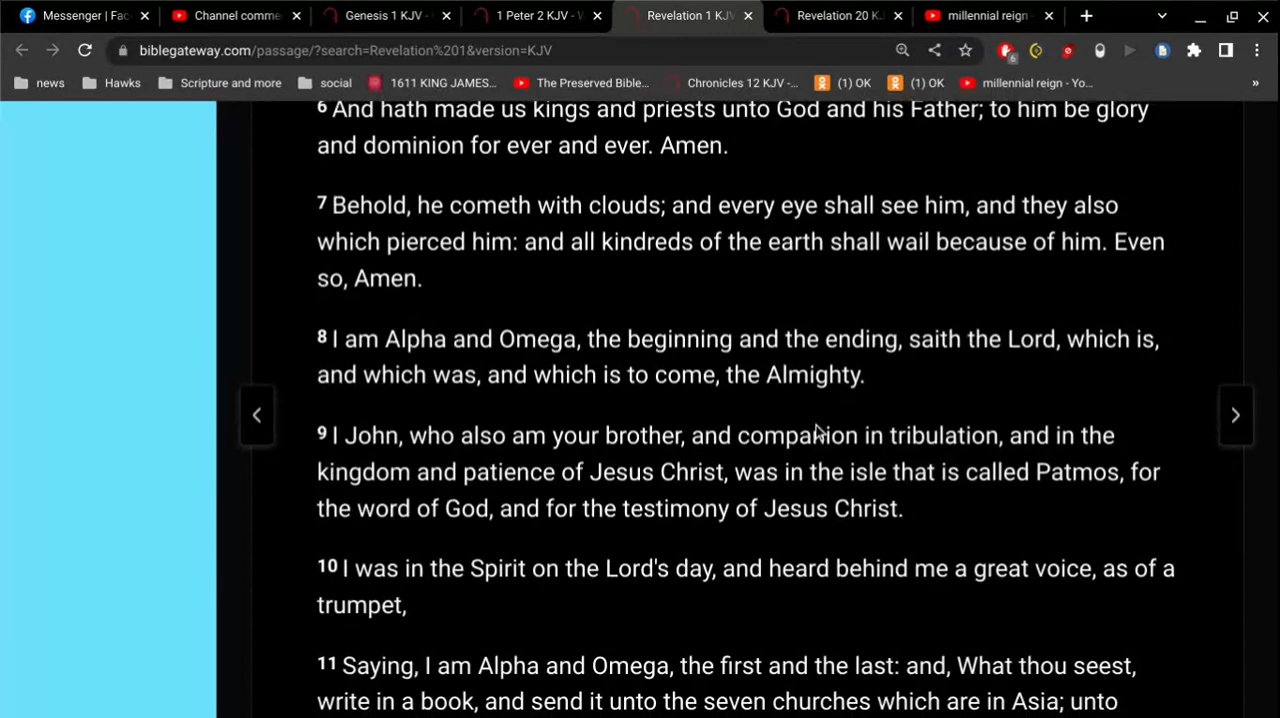 Messenger | Fac
Channel comme
Genesis 1 KJV -
1 Peter 2 KJV - W
Revelation 1 KJV
Revelation 20 KJ
millennial reign -
biblegateway.com/passage/?search=Revelation%201&version=KJV
6
news
Hawks
Scripture and more
social
1611 KING JAMES...
The Preserved Bible...
Chronicles 12 KJV -...
(1) OK
(1) OK
millennial reign - Yo...
»
6 And hath made us kings and priests unto God and his Father; to him be glory
and dominion for ever and ever. Amen.
7 Behold, he cometh with clouds; and every eye shall see him, and they also
which pierced him: and all kindreds of the earth shall wail because of him. Even
so, Amen.
8 I am Alpha and Omega, the beginning and the ending, saith the Lord, which is,
and which was, and which is to come, the Almighty.
9 I John, who also am your brother, and companion in tribulation, and in the
kingdom and patience of Jesus Christ, was in the isle that is called Patmos, for
the word of God, and for the testimony of Jesus Christ.
10 I was in the Spirit on the Lord's day, and heard behind me a great voice, as of a
trumpet,
11 Saying, I am Alpha and Omega, the first and the last: and, What thou seest,
write in a book, and send it unto the seven churches which are in Asia; unto